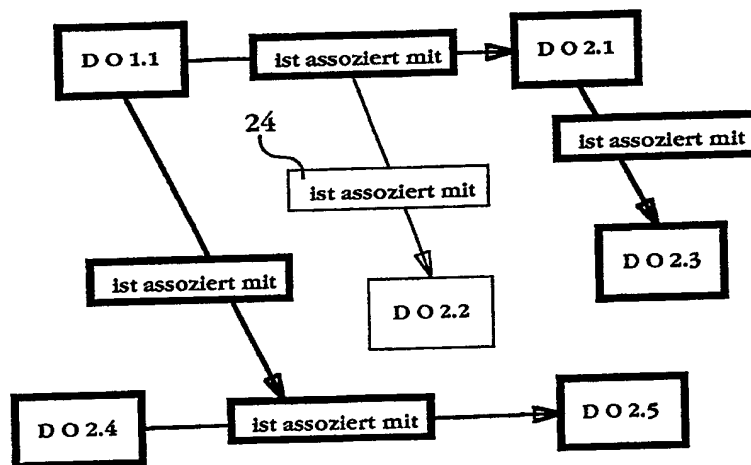 D O 1.1
ist assoziert mit
D O 2.1
24
ist assoziert mit
ist assoziert mit
D O 2.3
ist assoziert mit
D O 2.2
D O 2.4
ist assoziert mit
D O 2.5